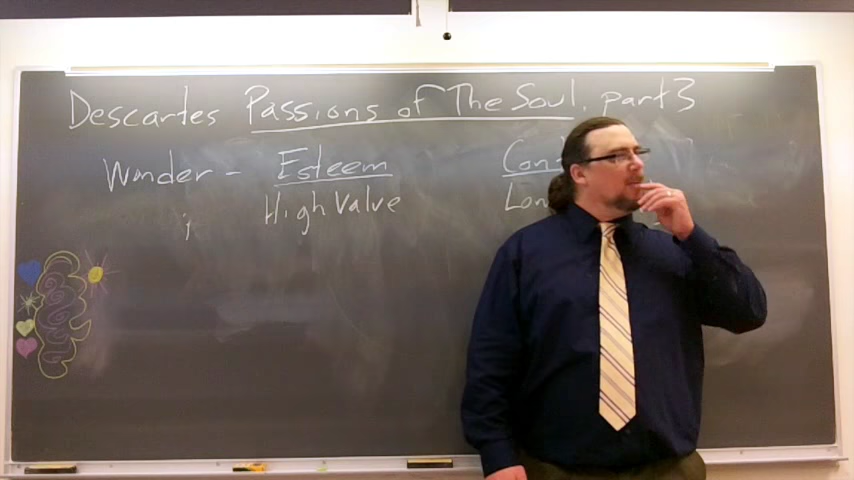 Descartes Passions of The Soul, part 3
Wonder - Esteem
High Value